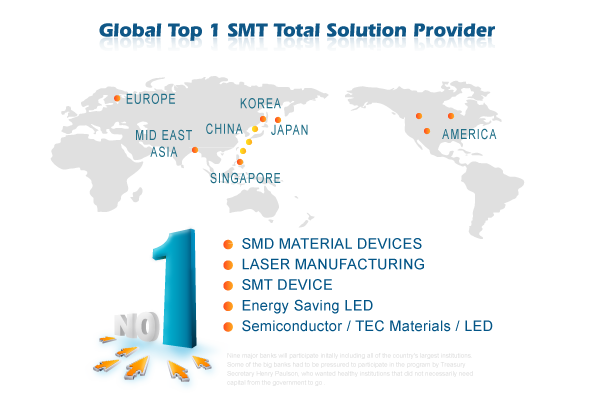 Global Top 1 SMT Total Solution Provider
EUROPE
KOREA
MID EAST
ASIA
CHINA
JAPAN
AMERICA
SINGAPORE
NO 1
SMD MATERIAL DEVICES
LASER MANUFACTURING
SMT DEVICE
Energy Saving LED
Semiconductor / TEC Materials / LED
Nine major banks will participate initially including all of the country's largest institutions.
Some of the big banks had to be pressured to participate in the program by Treasury
Secretary Henry Paulson, who wanted healthy institutions that did not necessarily need
capital from the government to go